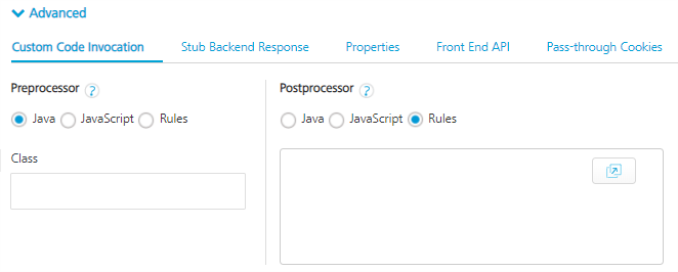 Advanced
Custom Code Invocation Stub Backend Response Properties Front End API Pass-through Cookies
Preprocessor ? Postprocessor ?
Java JavaScript Rules Java JavaScript Rules
Class